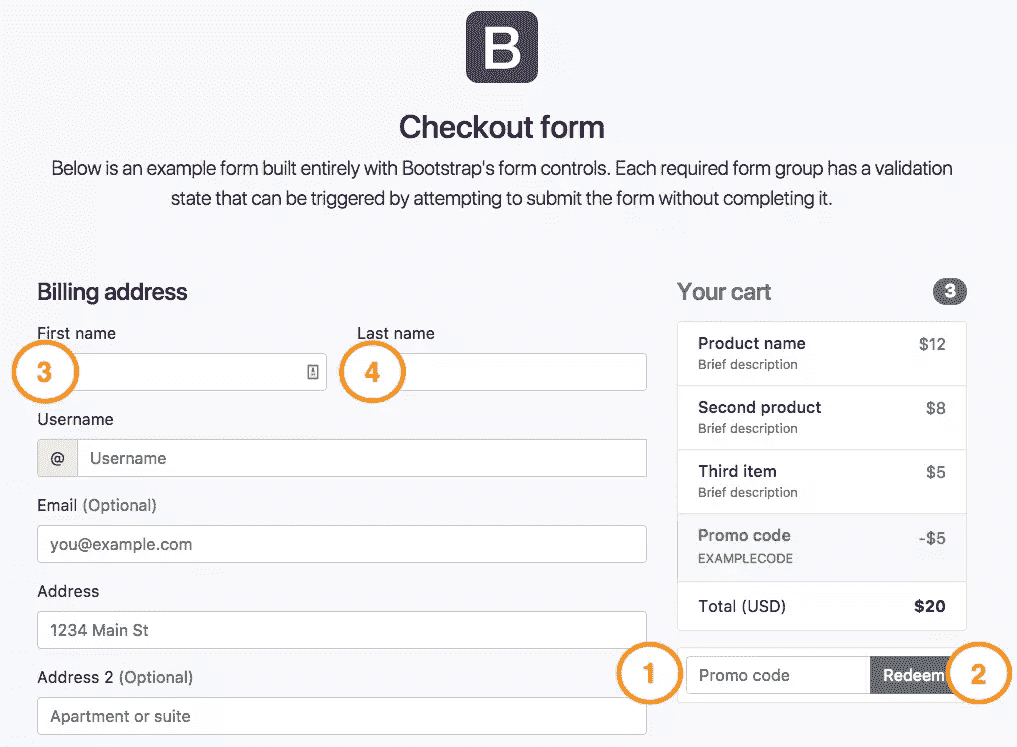 B
Checkout form
Below is an example form built entirely with Bootstrap's form controls. Each required form group has a validation
state that can be triggered by attempting to submit the form without completing it.
Billing address
First name Last name
3 4
Username
@ Username
Email (Optional)
you@example.com
Address
1234 Main St
Address 2 (Optional)
Apartment or suite
Your cart 3
Product name $12
Brief description
Second product $8
Brief description
Third item $5
Brief description
Promo code -$5
EXAMPLECODE
Total (USD) $20
1 Promo code Redeem 2